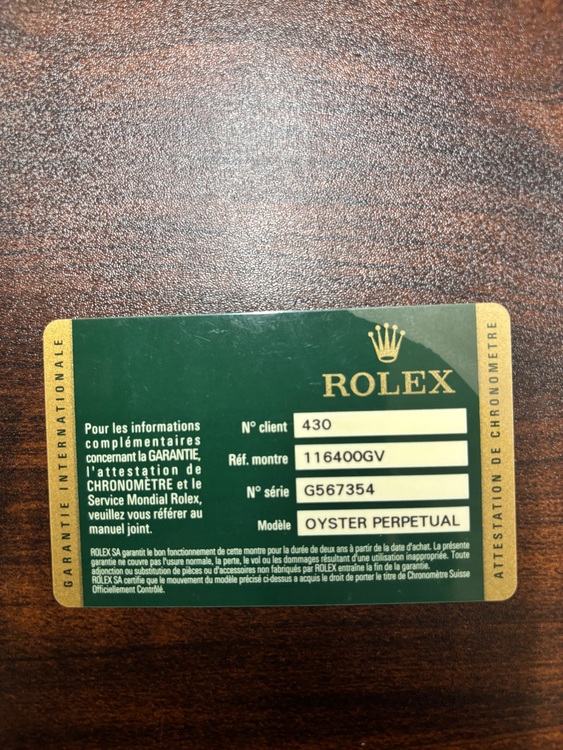 GARANTIE INTERNATIONALE
ROLEX
Pour les informations
complémentaires
concernant la GARANTIE,
l'attestation de
CHRONOMÈTRE et le
Service Mondial Rolex,
veuillez vous référer au
manuel joint.
N° client 430
Réf. montre 116400GV
N° série G567354
Modèle OYSTER PERPETUAL
ROLEX SA garantit le bon fonctionnement de cette montre pour la durée de deux ans à partir de la date d'achat. La présente
garantie ne couvre pas l'usure normale, la perte, le vol ou les dommages résultant d'une utilisation inappropriée. Toute
adjonction ou substitution de pièces ou d'accessoires non fabriqués par ROLEX entraîne la fin de la garantie.
ROLEX SA certifie que le mouvement du modèle précisé ci-dessus a acquis le droit de porter le titre de Chronomètre Suisse
Officiellement Contrôlé.
ATTESTATION DE CHRONOMETRE